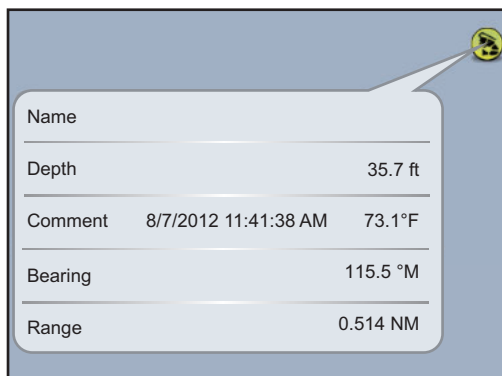 Name
Depth 35.7 ft
Comment 8/7/2012 11:41:38 AM 73.1°F
Bearing 115.5 °M
Range 0.514 NM